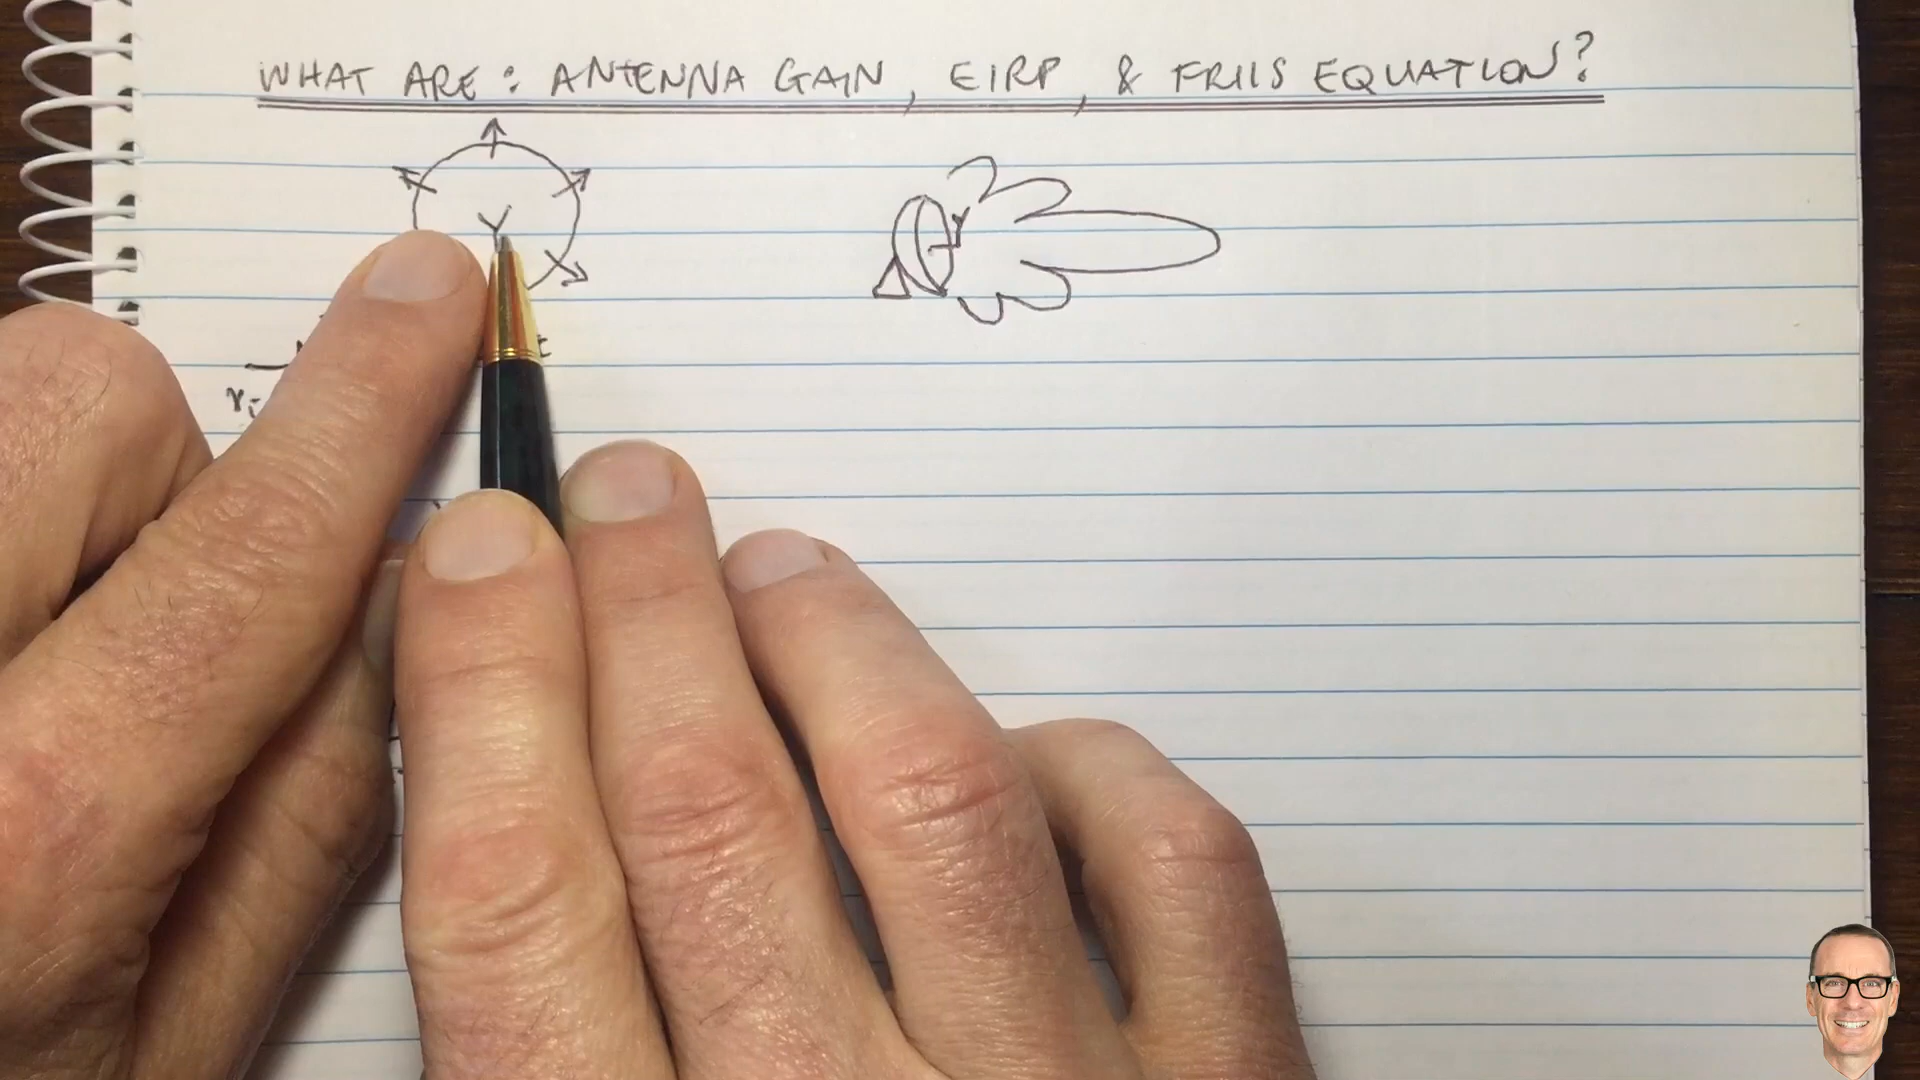 WHAT ARE : ANTENNA GAIN, EIRP, & FRIIS EQUATION?